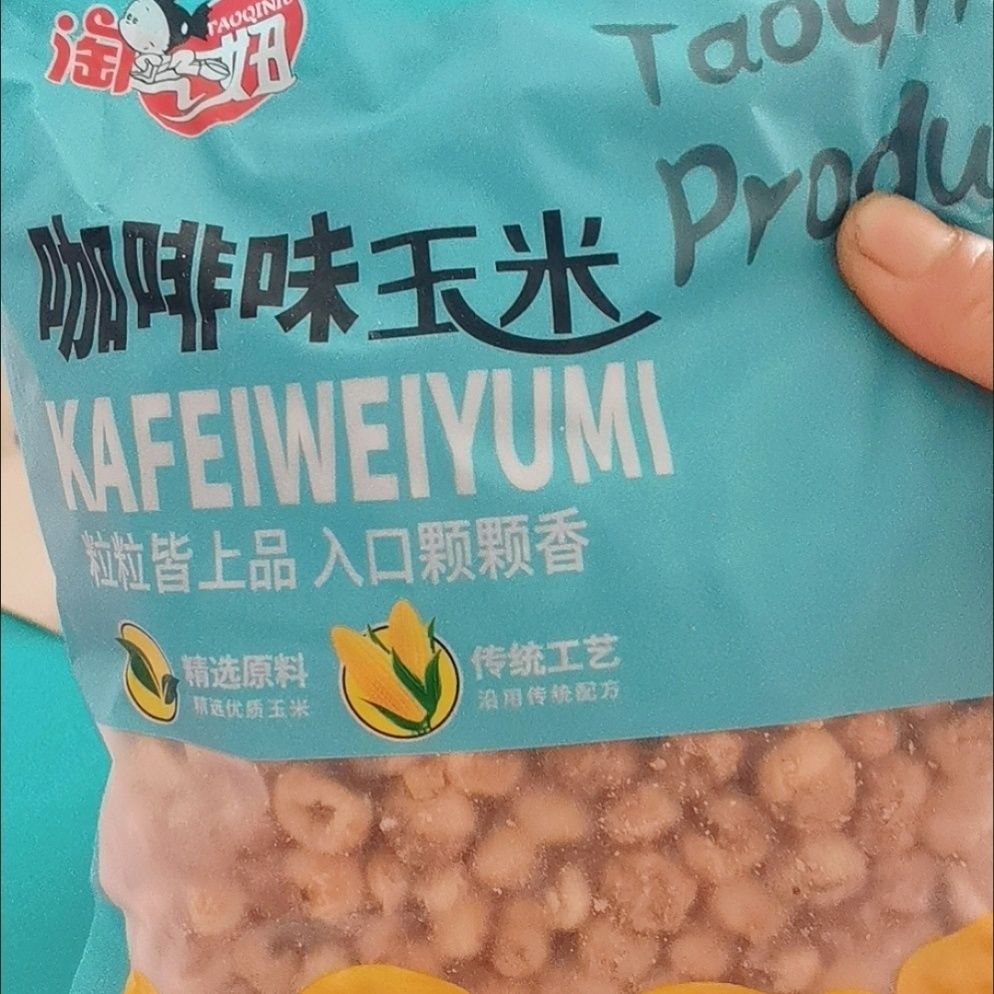 TAOQINIU
淘 妞
Taoqin
Produ
咖啡味玉米
KAFEIWEIYUMI
粒粒皆上品 入口颗颗香
精选原料
精选优质玉米
传统工艺
沿用传统配方